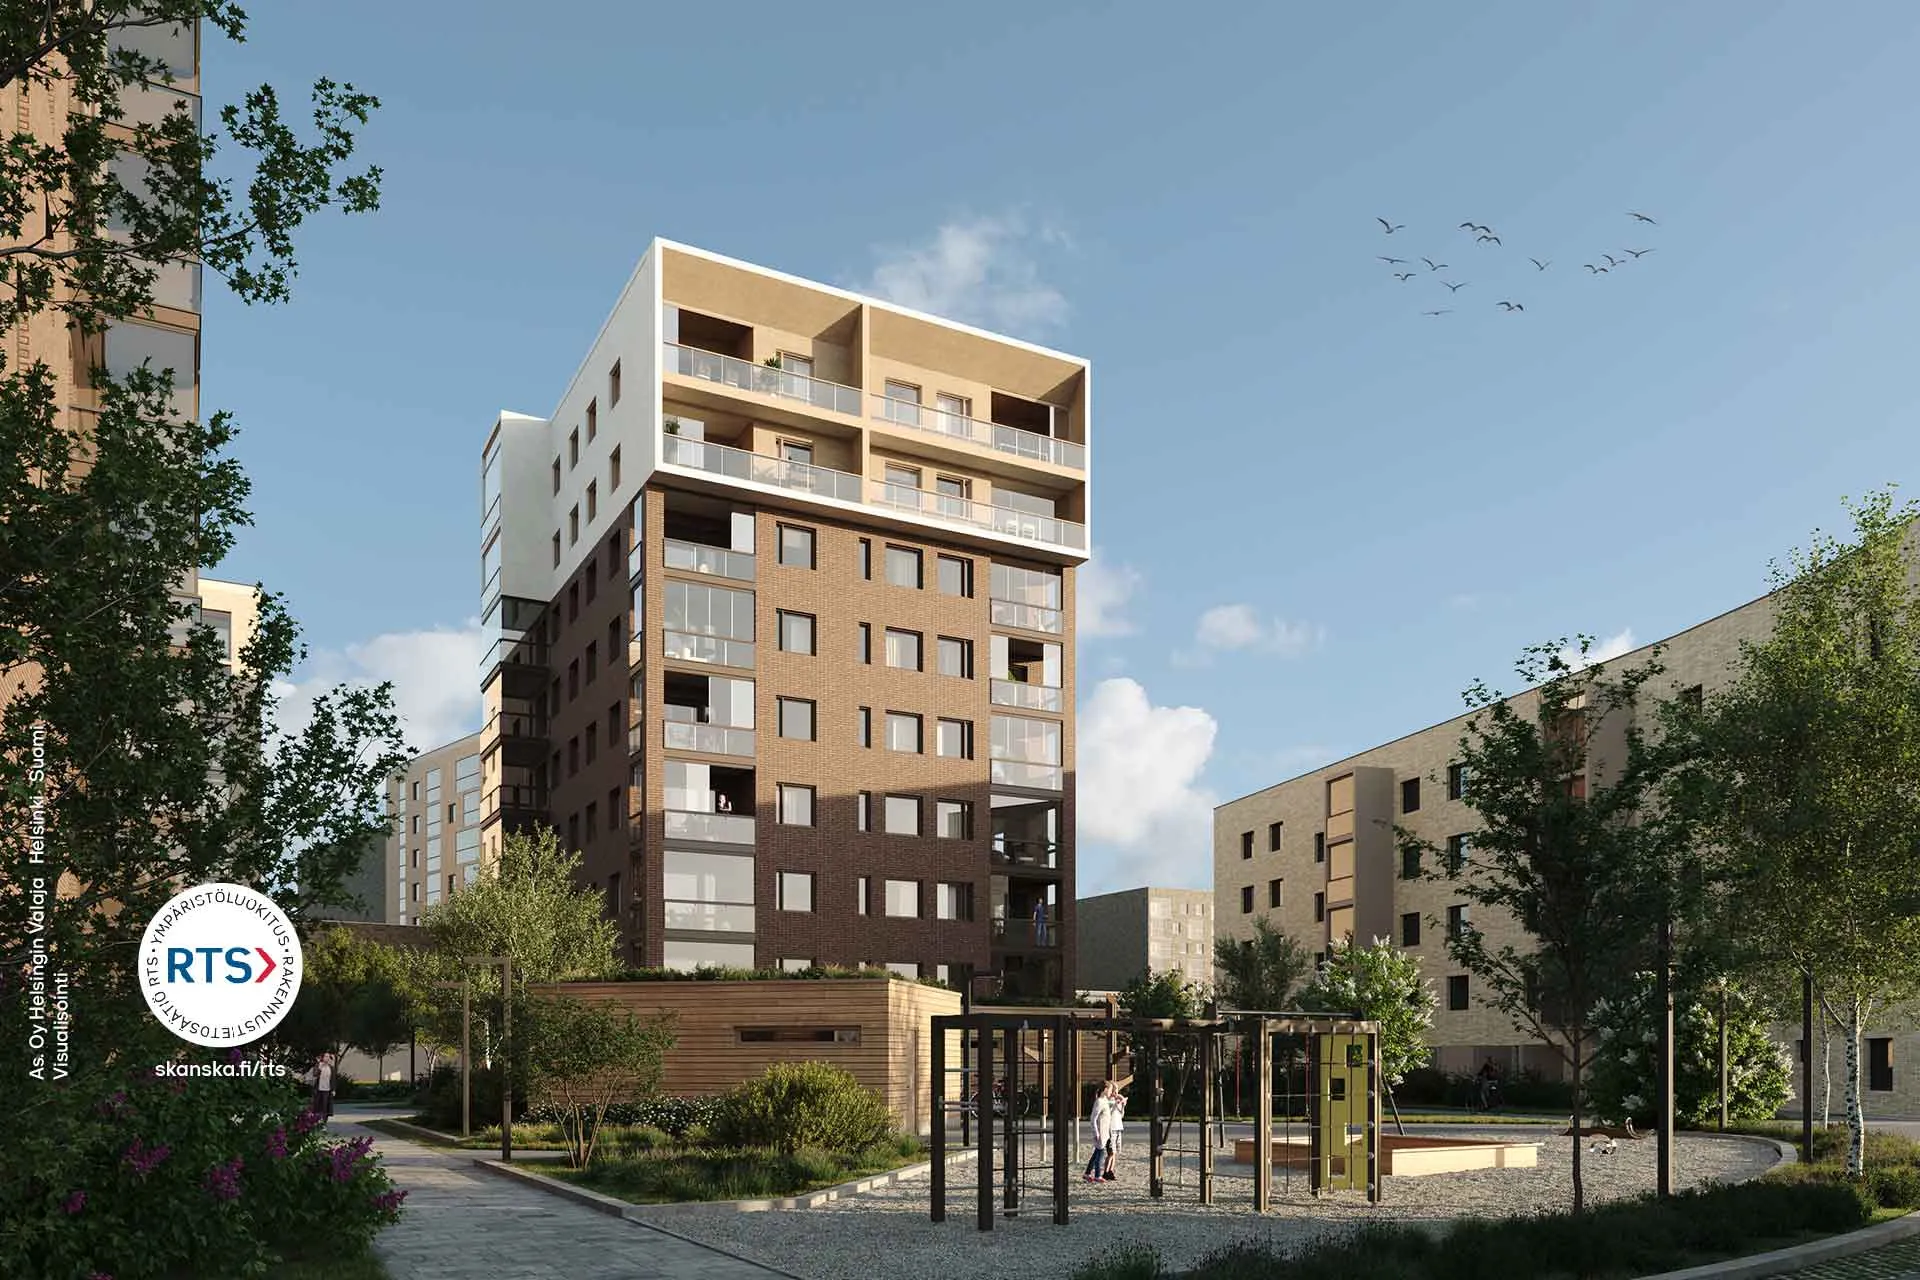 As. Oy Helsingin Valaja Helsinki, Suomi
Visualisointi
RTS • YMPÄRISTÖLUOKITUS • RAKENNUSTIETOSÄÄTIÖ
RTS
skanska.fi/rts